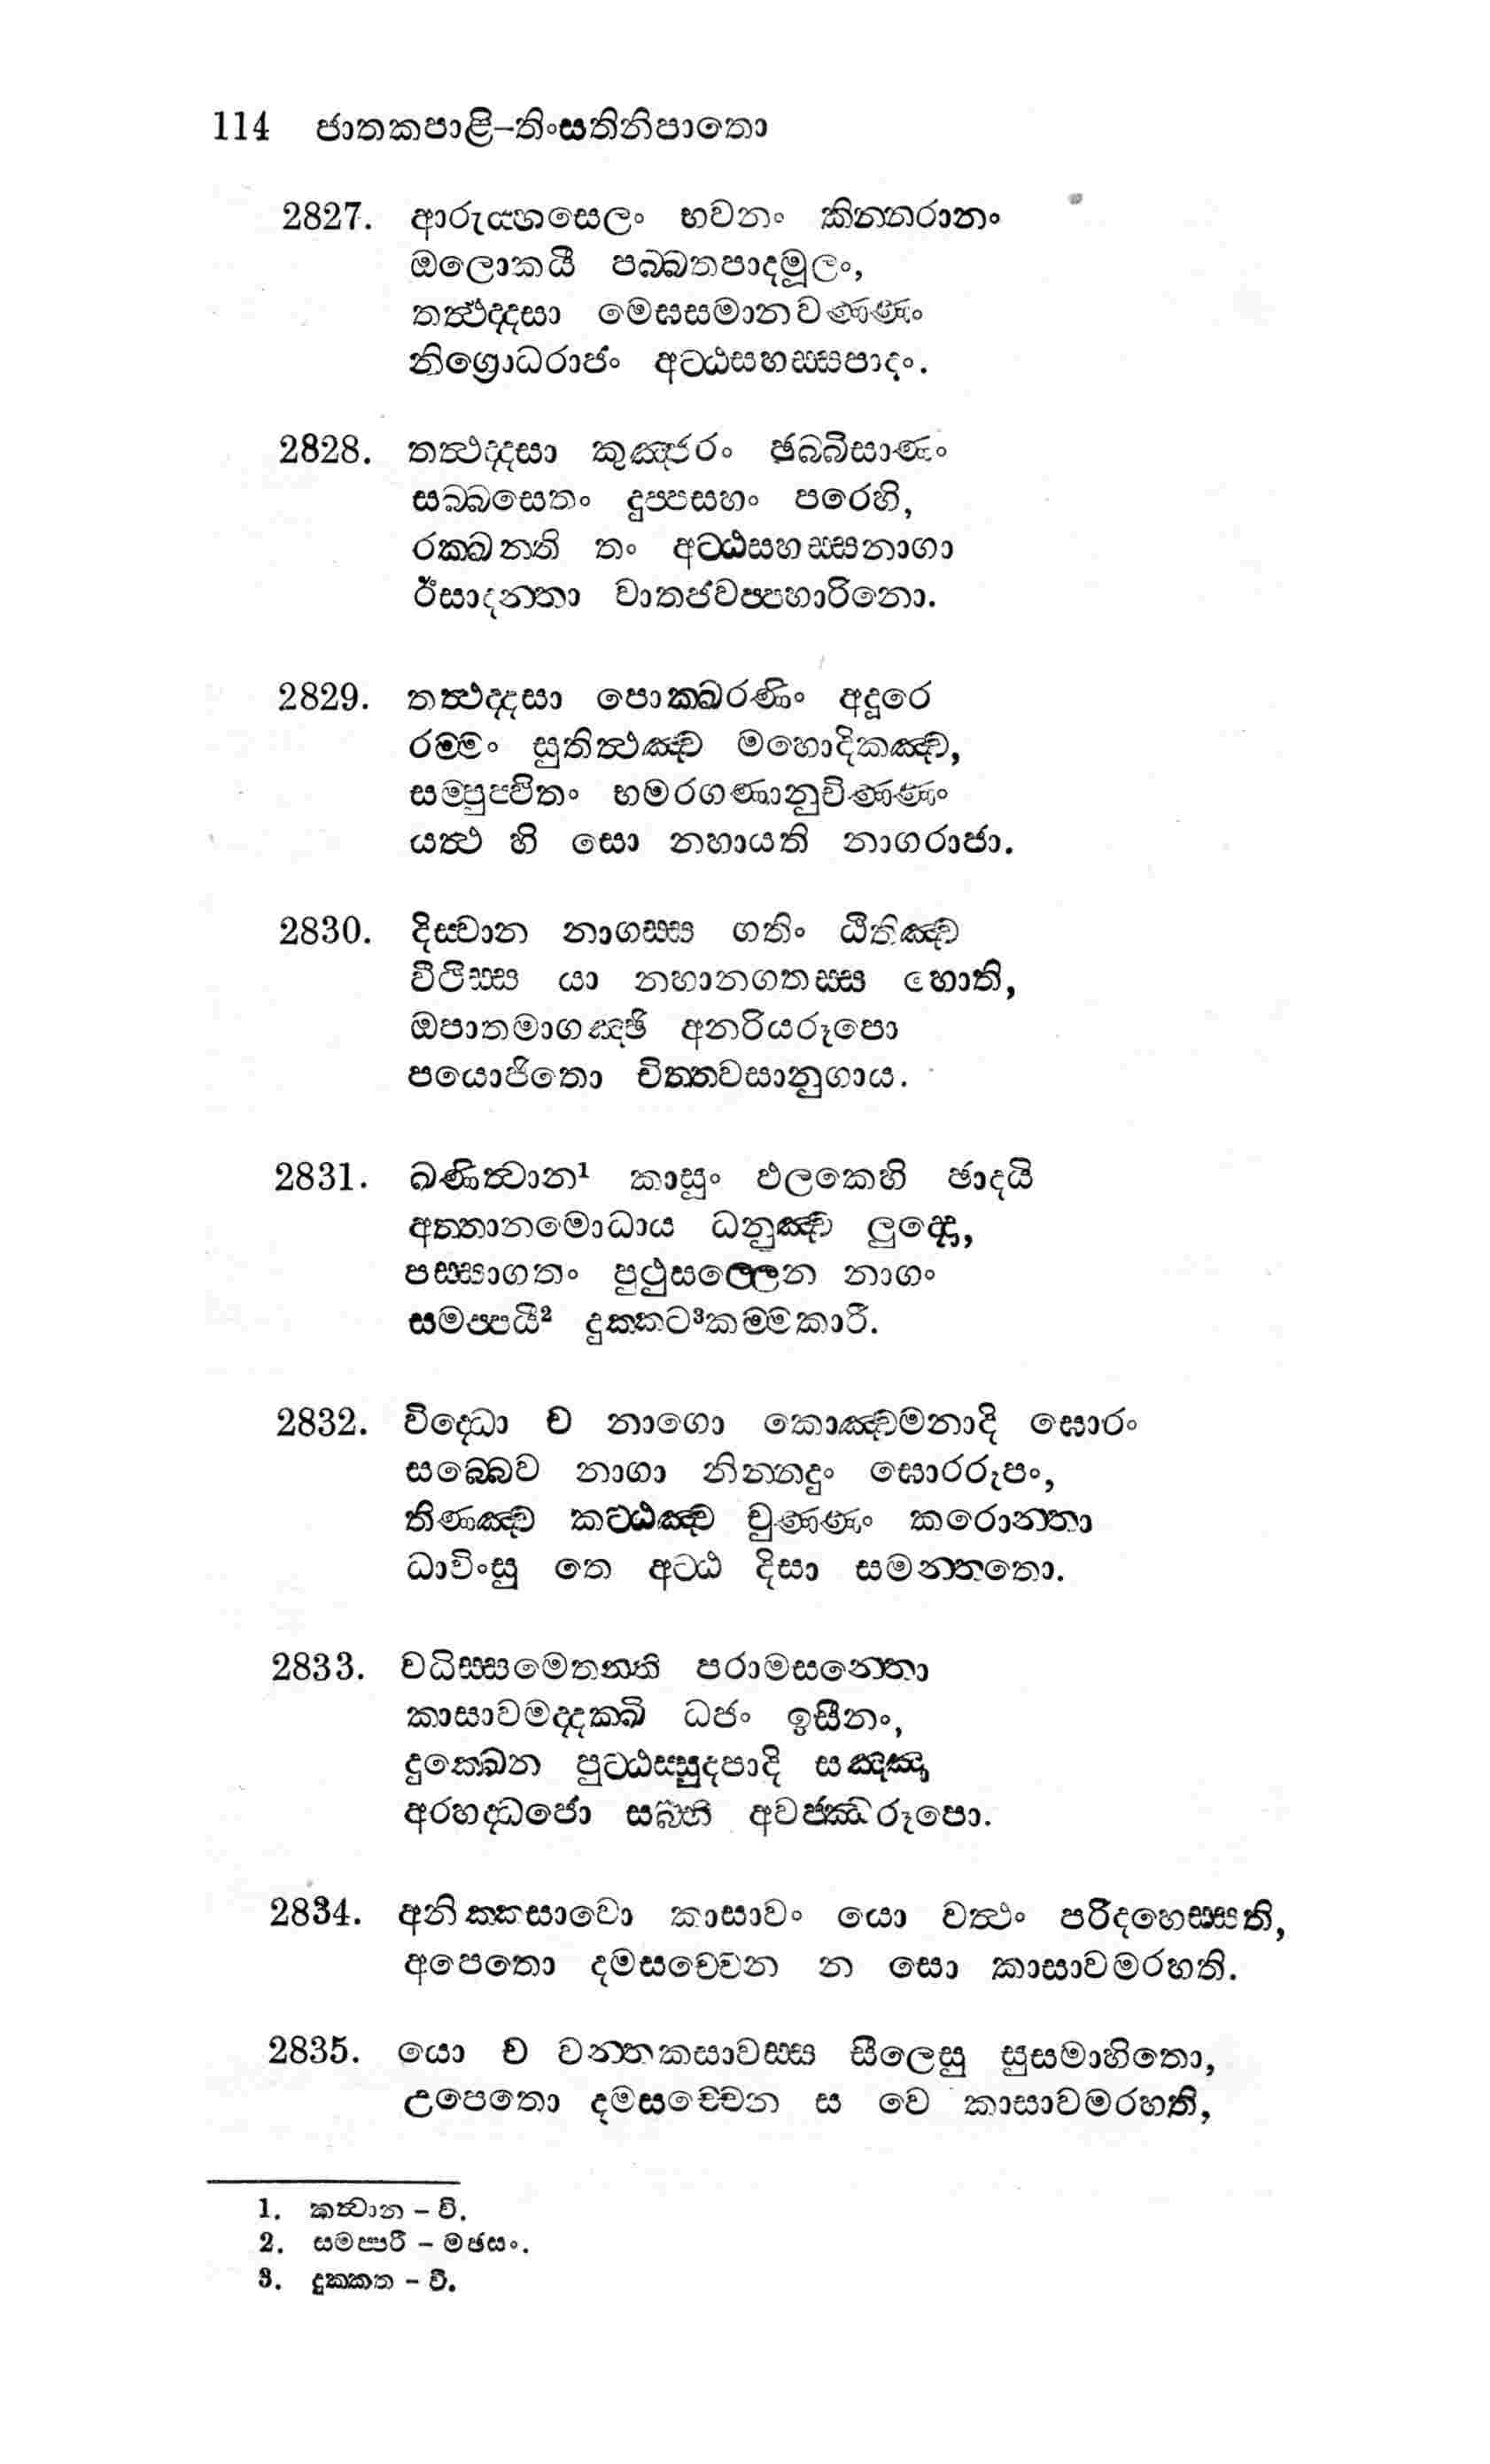 114 ජාතකපාළි–තිංසතිනිපාතො
2827. ආරුය්හසෙලං භවනං කින්නරානං
ඔලොකයී පබ්බතපාදමූලං,
තත්ථද්දසා මෙඝසමානවණ්ණං
නිග්‍රොධරාජං අට්ඨසහස්සපාදං.
2828. තත්ථද්දසා කුඤ්ජරං ඡබ්බිසාණං
සබ්බසෙතං දුප්පසහං පරෙහි,
රක්ඛන්ති තං අට්ඨසහස්සනාගා
ඊසාදන්තා වාතජවප්පහාරිනො.
2829. තත්ථද්දසා පොක්ඛරණිං අදූරෙ
රම්මං සුතිත්ථඤ්ච මහොදිකඤ්ච,
සම්පුප්ඵිතං භමරගණානුචිණ්ණං
යත්ථ හි සො නහායති නාගරාජා.
2830. දිස්වාන නාගස්ස ගතිං ඨිතිඤ්ච
වීථිස්ස යා නහානගතස්ස හොති,
ඔපාතමාගඤ්ඡි අනරියරූපො
පයොජිතො චිත්තවසානුගාය.
2831. ඛණිත්වාන¹ කාසුං ඵලකෙහි ඡාදයි
අත්තානමොධාය ධනුඤ්ච ලුද්දො,
පස්සාගතං පුථුසල්ලෙන නාගං
සමප්පයී² දුක්කට³කම්මකාරී.
2832. විද්ධො ච නාගො කොඤ්චමනාදි ඝොරං
සබ්බෙව නාගා නින්නදුං ඝොරරූපං,
තිණඤ්ච කට්ඨඤ්ච චුණ්ණං කරොන්තා
ධාවිංසු තෙ අට්ඨ දිසා සමන්තතො.
2833. වධිස්සමෙතන්ති පරාමසන්තො
කාසාවමද්දක්ඛි ධජං ඉසීනං,
දුක්ඛෙන පුට්ඨස්සුදපාදි සඤ්ඤා
අරහද්ධජො සබ්භි අවජ්ඣරූපො.
2834. අනික්කසාවො කාසාවං යො වත්ථං පරිදහෙස්සති,
අපෙතො දමසච්චෙන න සො කාසාවමරහති.
2835. යො ච වන්තකසාවස්ස සීලෙසු සුසමාහිතො,
උපෙතො දමසච්චෙන ස වෙ කාසාවමරහති,
1. කත්වාන – වි.
2. සමප්පරී – මඡසං.
3. දුක්කත – වී.